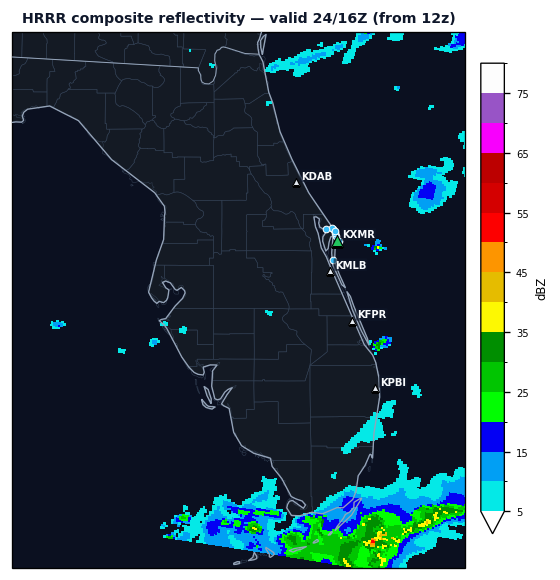 HRRR composite reflectivity — valid 24/16Z (from 12z)
KDAB
KXMR
KMLB
KFPR
KPBI
75
65
55
45
35
25
15
5
dBZ